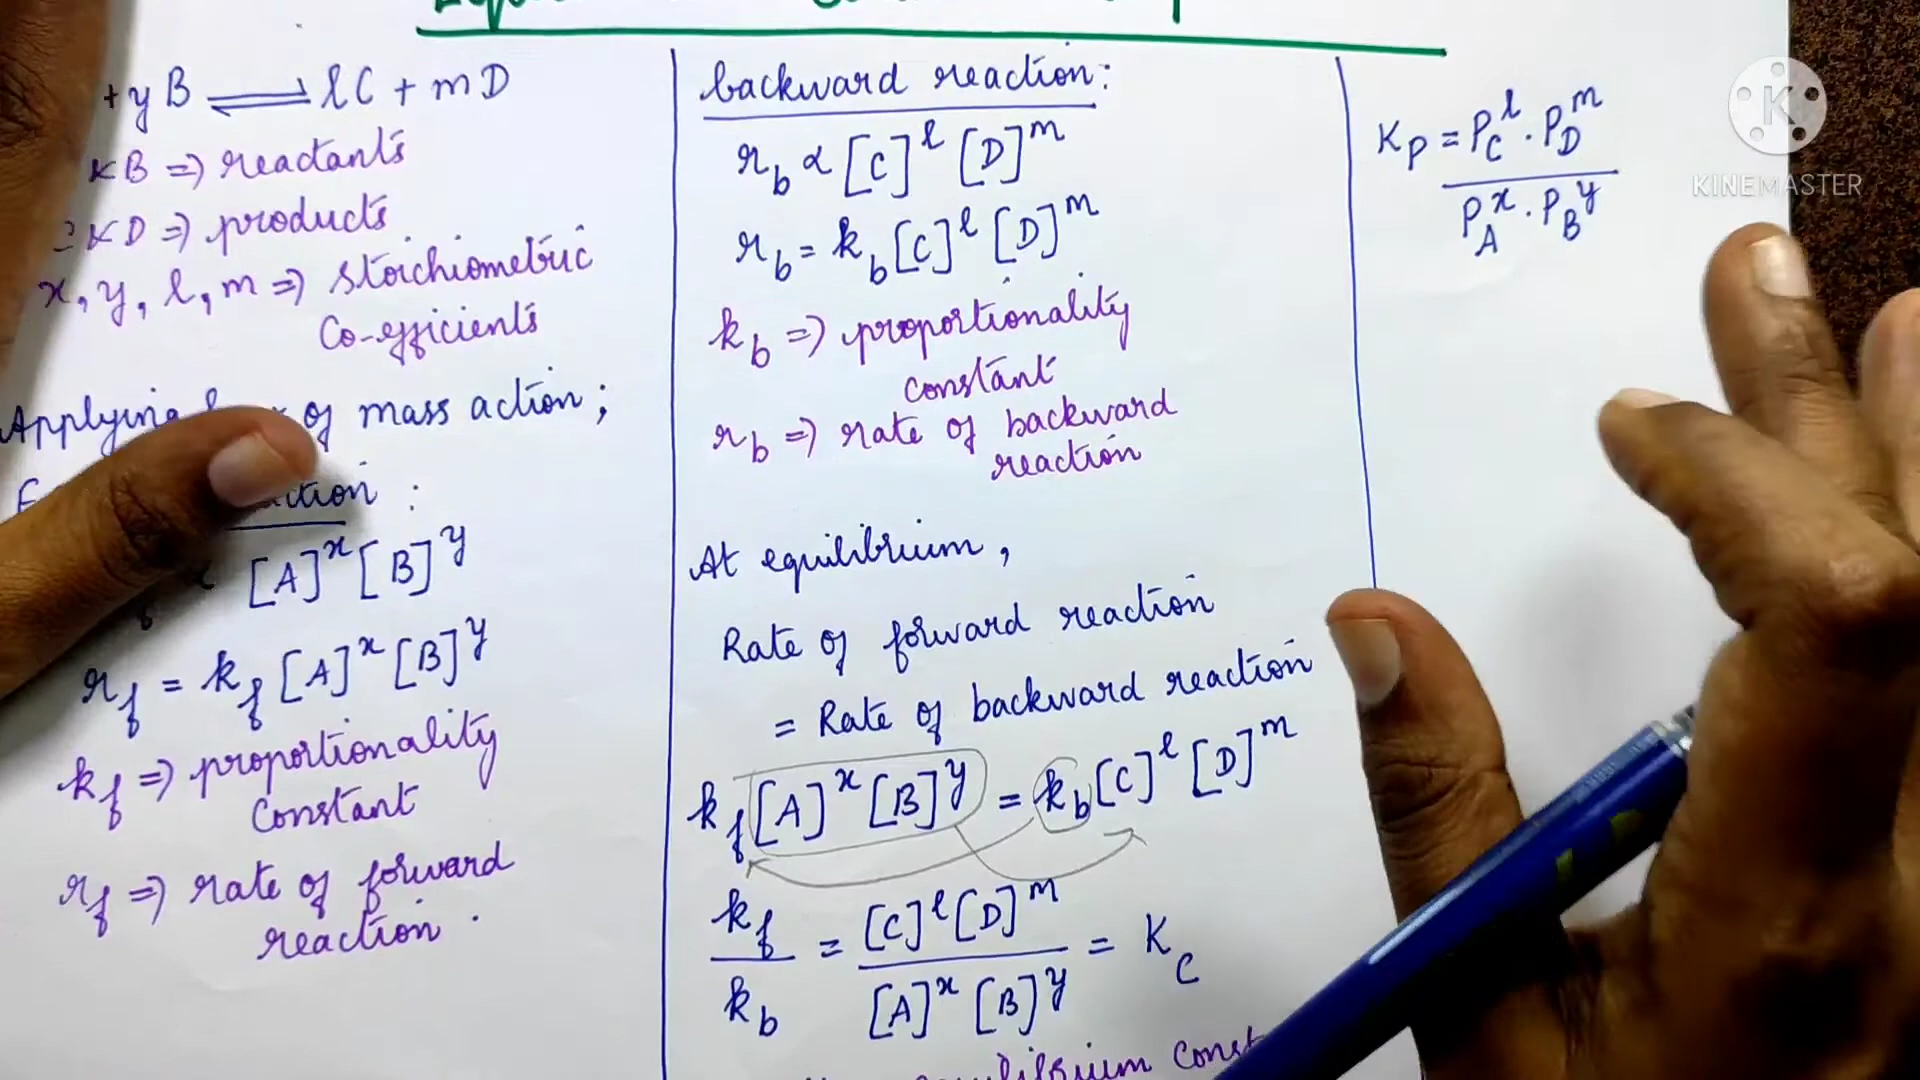 + yB ⇌ lC + mD
B => reactants
D => products
x, y, l, m => stoichiometric
Co-efficients
Applying of mass action ;
:
[A]^x [B]^y
r_f = k_f [A]^x [B]^y
k_f => proportionality
Constant
r_f => rate of forward
reaction .
backward reaction :
r_b ∝ [C]^l [D]^m
r_b = k_b [C]^l [D]^m
k_b => proportionality
constant
r_b => rate of backward
reaction
At equilibrium ,
Rate of forward reaction
= Rate of backward reaction
k_f [A]^x [B]^y = k_b [C]^l [D]^m
k_f / k_b = [C]^l [D]^m / [A]^x [B]^y = K_C
K_P = P_C^l . P_D^m / P_A^x . P_B^y
KINEMASTER